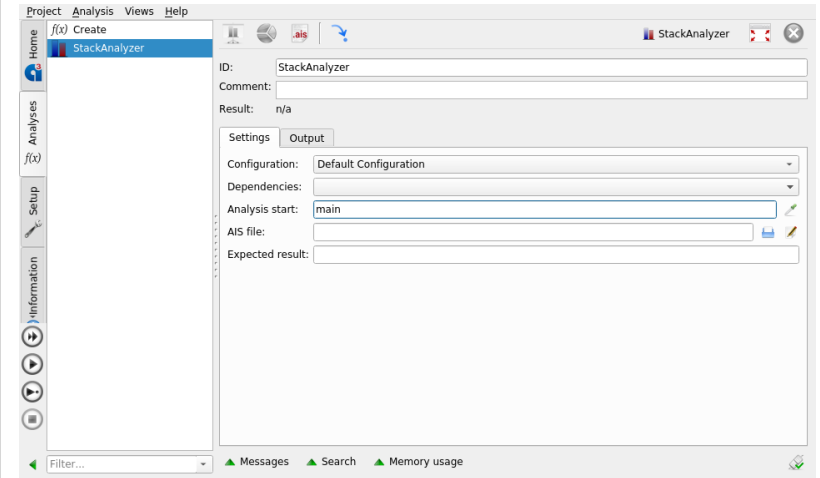 Project Analysis Views Help
Home
Analyses
f(x)
Setup
Information
f(x) Create
StackAnalyzer
.ais
StackAnalyzer
ID: StackAnalyzer
Comment:
Result: n/a
Settings Output
Configuration: Default Configuration
Dependencies:
Analysis start: main
AIS file:
Expected result:
Filter...
Messages Search Memory usage